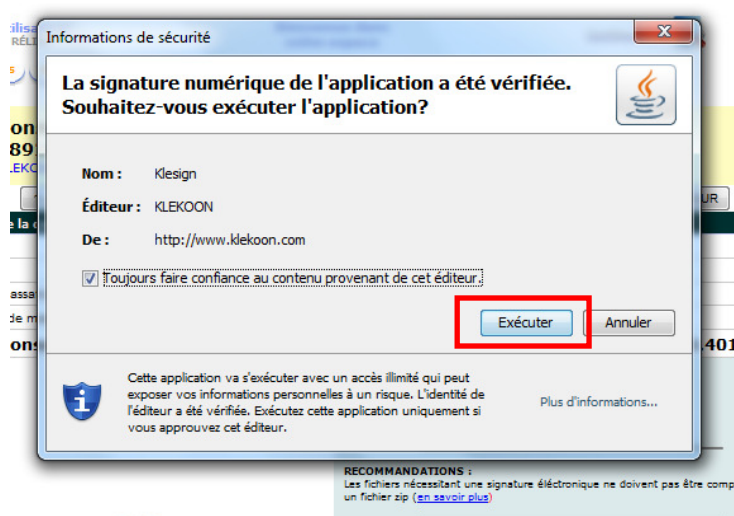 Informations de sécurité
La signature numérique de l'application a été vérifiée.
Souhaitez-vous exécuter l'application?
Nom : Klesign
Éditeur : KLEKOON
De : http://www.klekoon.com
Toujours faire confiance au contenu provenant de cet éditeur.
Exécuter Annuler
Cette application va s'exécuter avec un accès illimité qui peut
exposer vos informations personnelles à un risque. L'identité de
l'éditeur a été vérifiée. Exécutez cette application uniquement si
vous approuvez cet éditeur.
Plus d'informations...
RECOMMANDATIONS :
Les fichiers nécessitant une signature éléctronique ne doivent pas être comp
un fichier zip (en savoir plus)